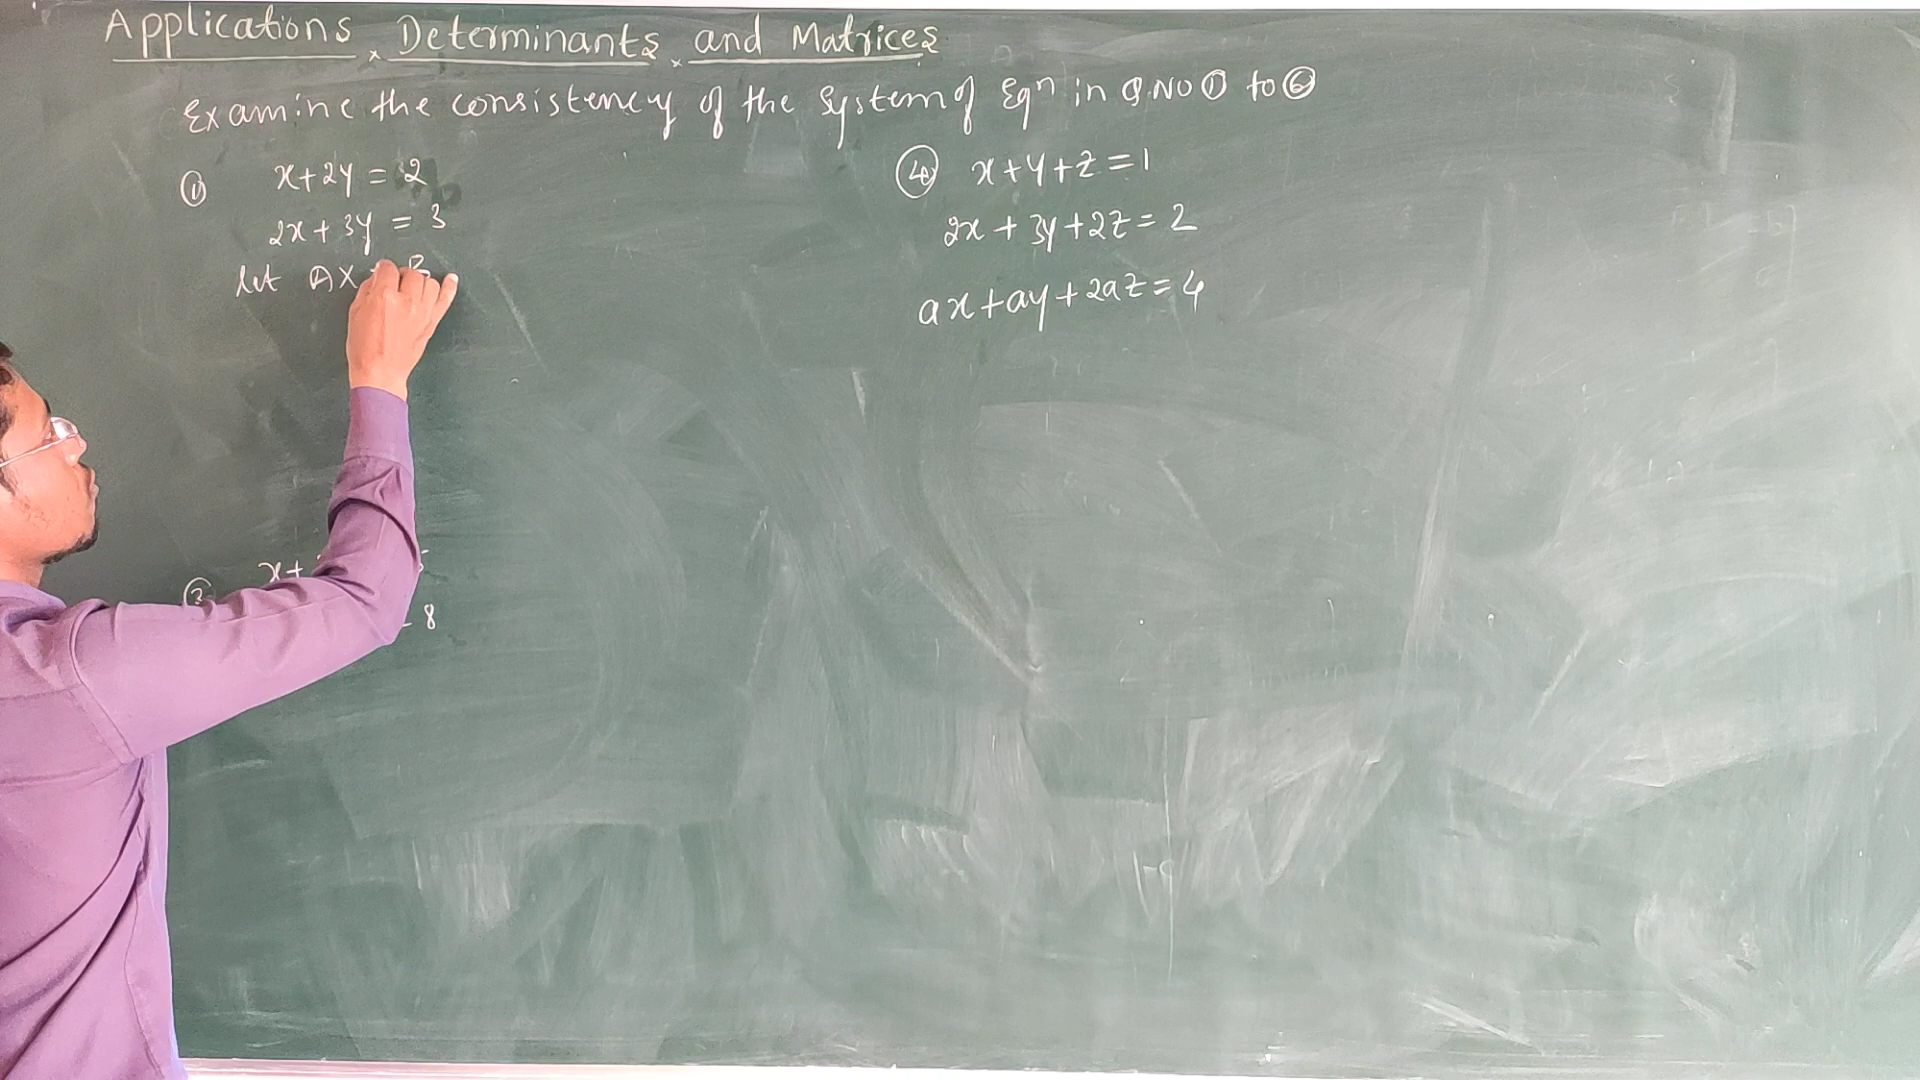 Applications Determinants and Matrices
Examine the consistency of the System of Eqn in Q.NO ① to ⑥
① x+2y = 2
2x + 3y = 3
let AX = B
③ x+
8
④ x+y+z=1
2x + 3y+2z = 2
ax+ay+2az=4